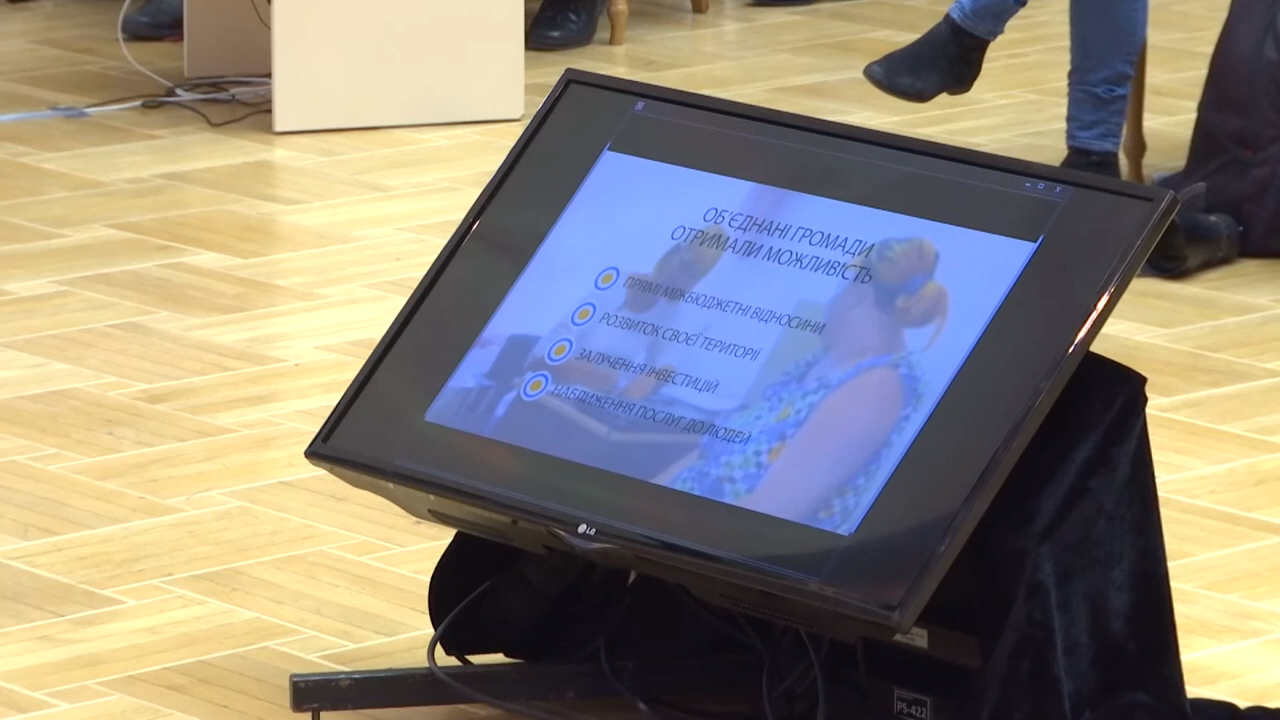 ОБ'ЄДНАНІ ГРОМАДИ
ОТРИМАЛИ МОЖЛИВІСТЬ
ПРЯМІ МІЖБЮДЖЕТНІ ВІДНОСИНИ
РОЗВИТОК СВОЄЇ ТЕРИТОРІЇ
ЗАЛУЧЕННЯ ІНВЕСТИЦІЙ
НАБЛИЖЕННЯ ПОСЛУГ ДО ЛЮДЕЙ
LG
PS-422